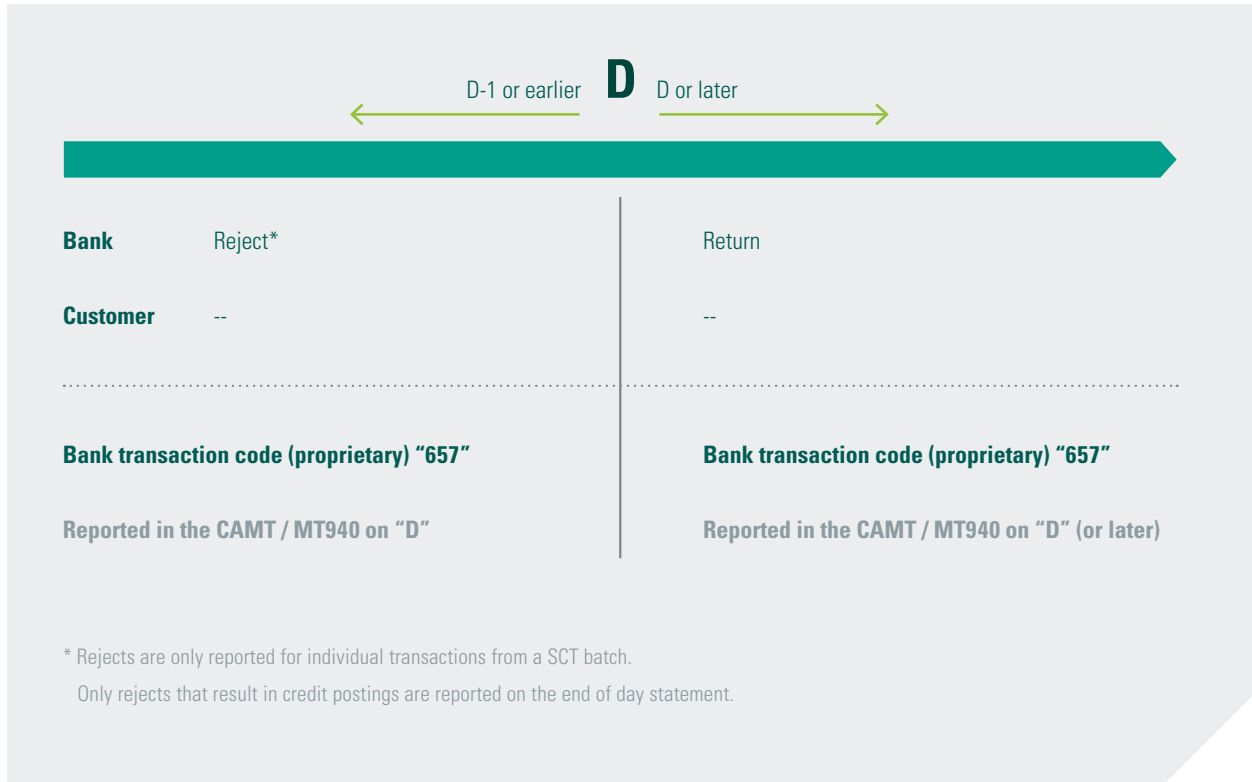 D-1 or earlier D D or later
Bank Reject* Return
Customer -- --
Bank transaction code (proprietary) “657” Bank transaction code (proprietary) “657”
Reported in the CAMT / MT940 on “D” Reported in the CAMT / MT940 on “D” (or later)
* Rejects are only reported for individual transactions from a SCT batch.
Only rejects that result in credit postings are reported on the end of day statement.